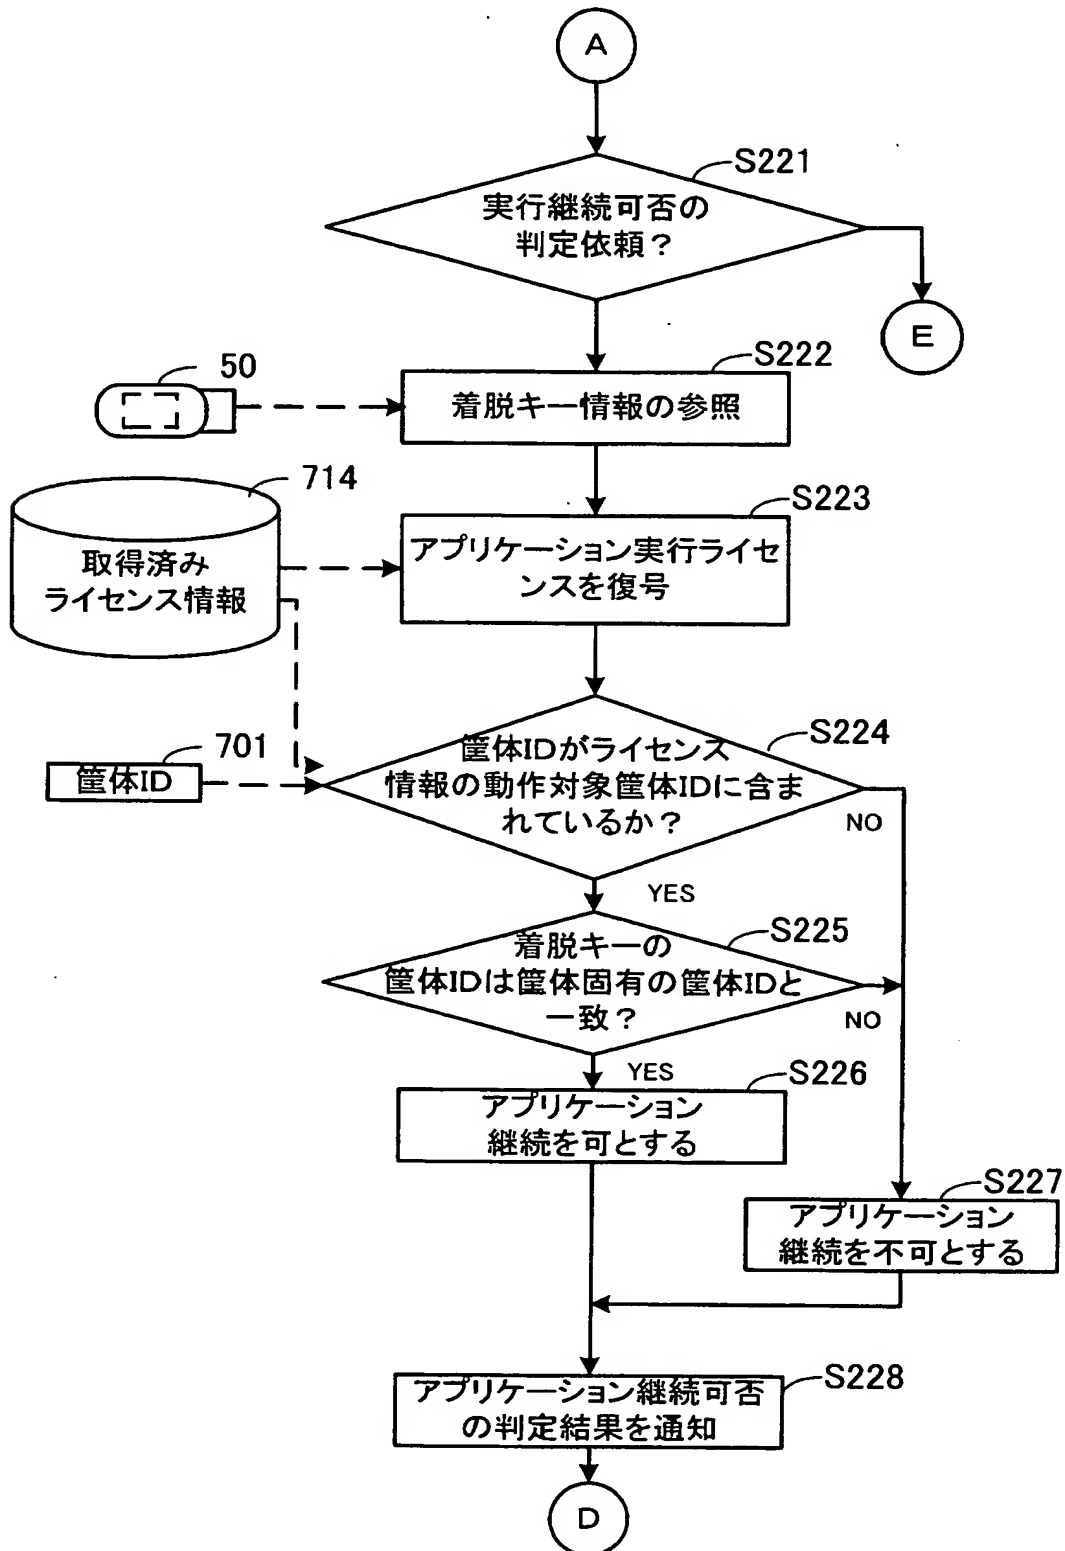 A
S221
実行継続可否の
判定依頼？
E
S222
50
着脱キー情報の参照
714
S223
取得済み
ライセンス情報
アプリケーション実行ライセ
ンスを復号
S224
701
筐体ID
筐体IDがライセンス
情報の動作対象筐体IDに含ま
れているか？
NO
YES
S225
着脱キーの
筐体IDは筐体固有の筐体IDと
一致？
NO
YES
S226
アプリケーション
継続を可とする
S227
アプリケーション
継続を不可とする
S228
アプリケーション継続可否
の判定結果を通知
D